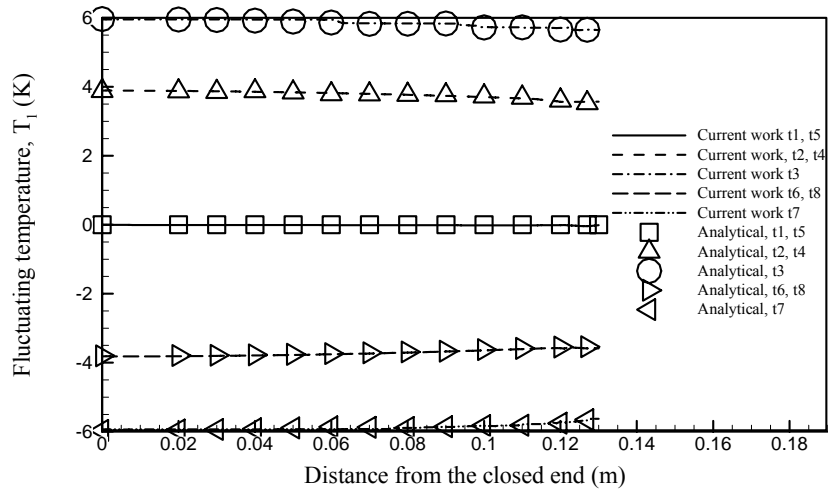 Fluctuating temperature, T1 (K)
6
4
2
0
-2
-4
-6
0
0.02
0.04
0.06
0.08
0.1
0.12
0.14
0.16
0.18
Distance from the closed end (m)
Current work t1, t5
Current work, t2, t4
Current work t3
Current work t6, t8
Current work t7
Analytical, t1, t5
Analytical, t2, t4
Analytical, t3
Analytical, t6, t8
Analytical, t7